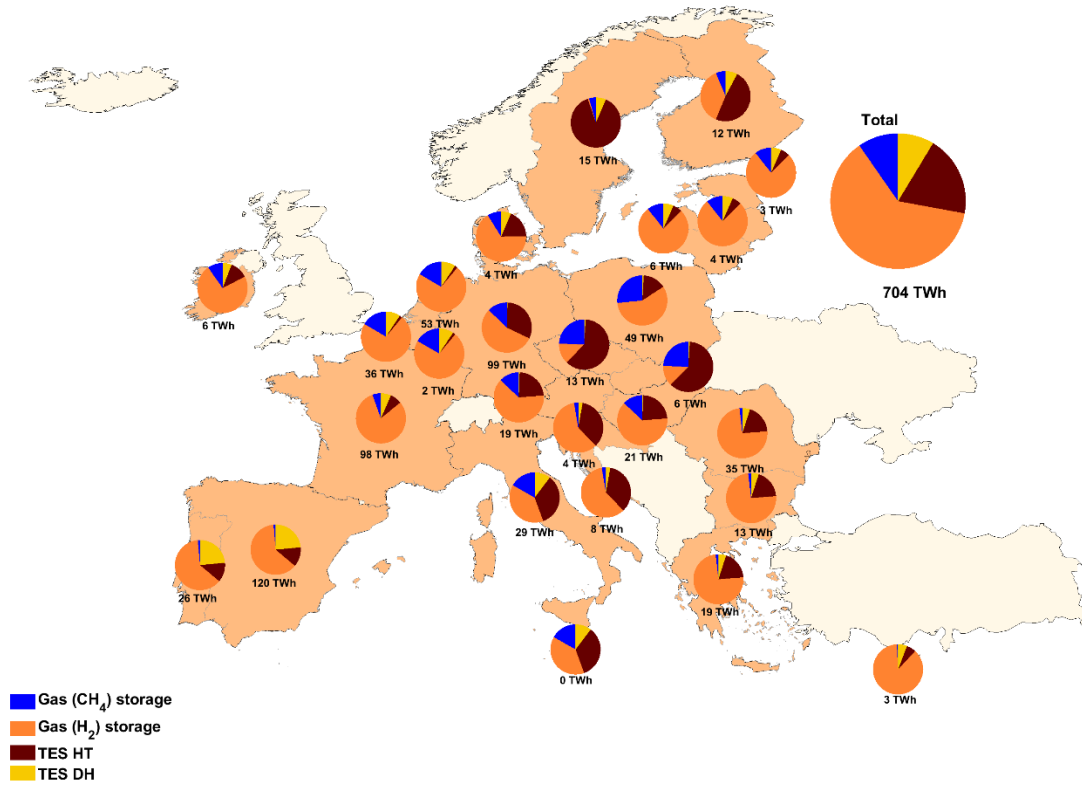 12 TWh
Total
15 TWh
3 TWh
4 TWh
6 TWh
4 TWh
704 TWh
6 TWh
53 TWh
49 TWh
36 TWh
2 TWh
99 TWh
13 TWh
6 TWh
19 TWh
98 TWh
4 TWh
21 TWh
35 TWh
29 TWh
8 TWh
13 TWh
120 TWh
26 TWh
19 TWh
0 TWh
3 TWh
Gas (CH₄) storage
Gas (H₂) storage
TES HT
TES DH